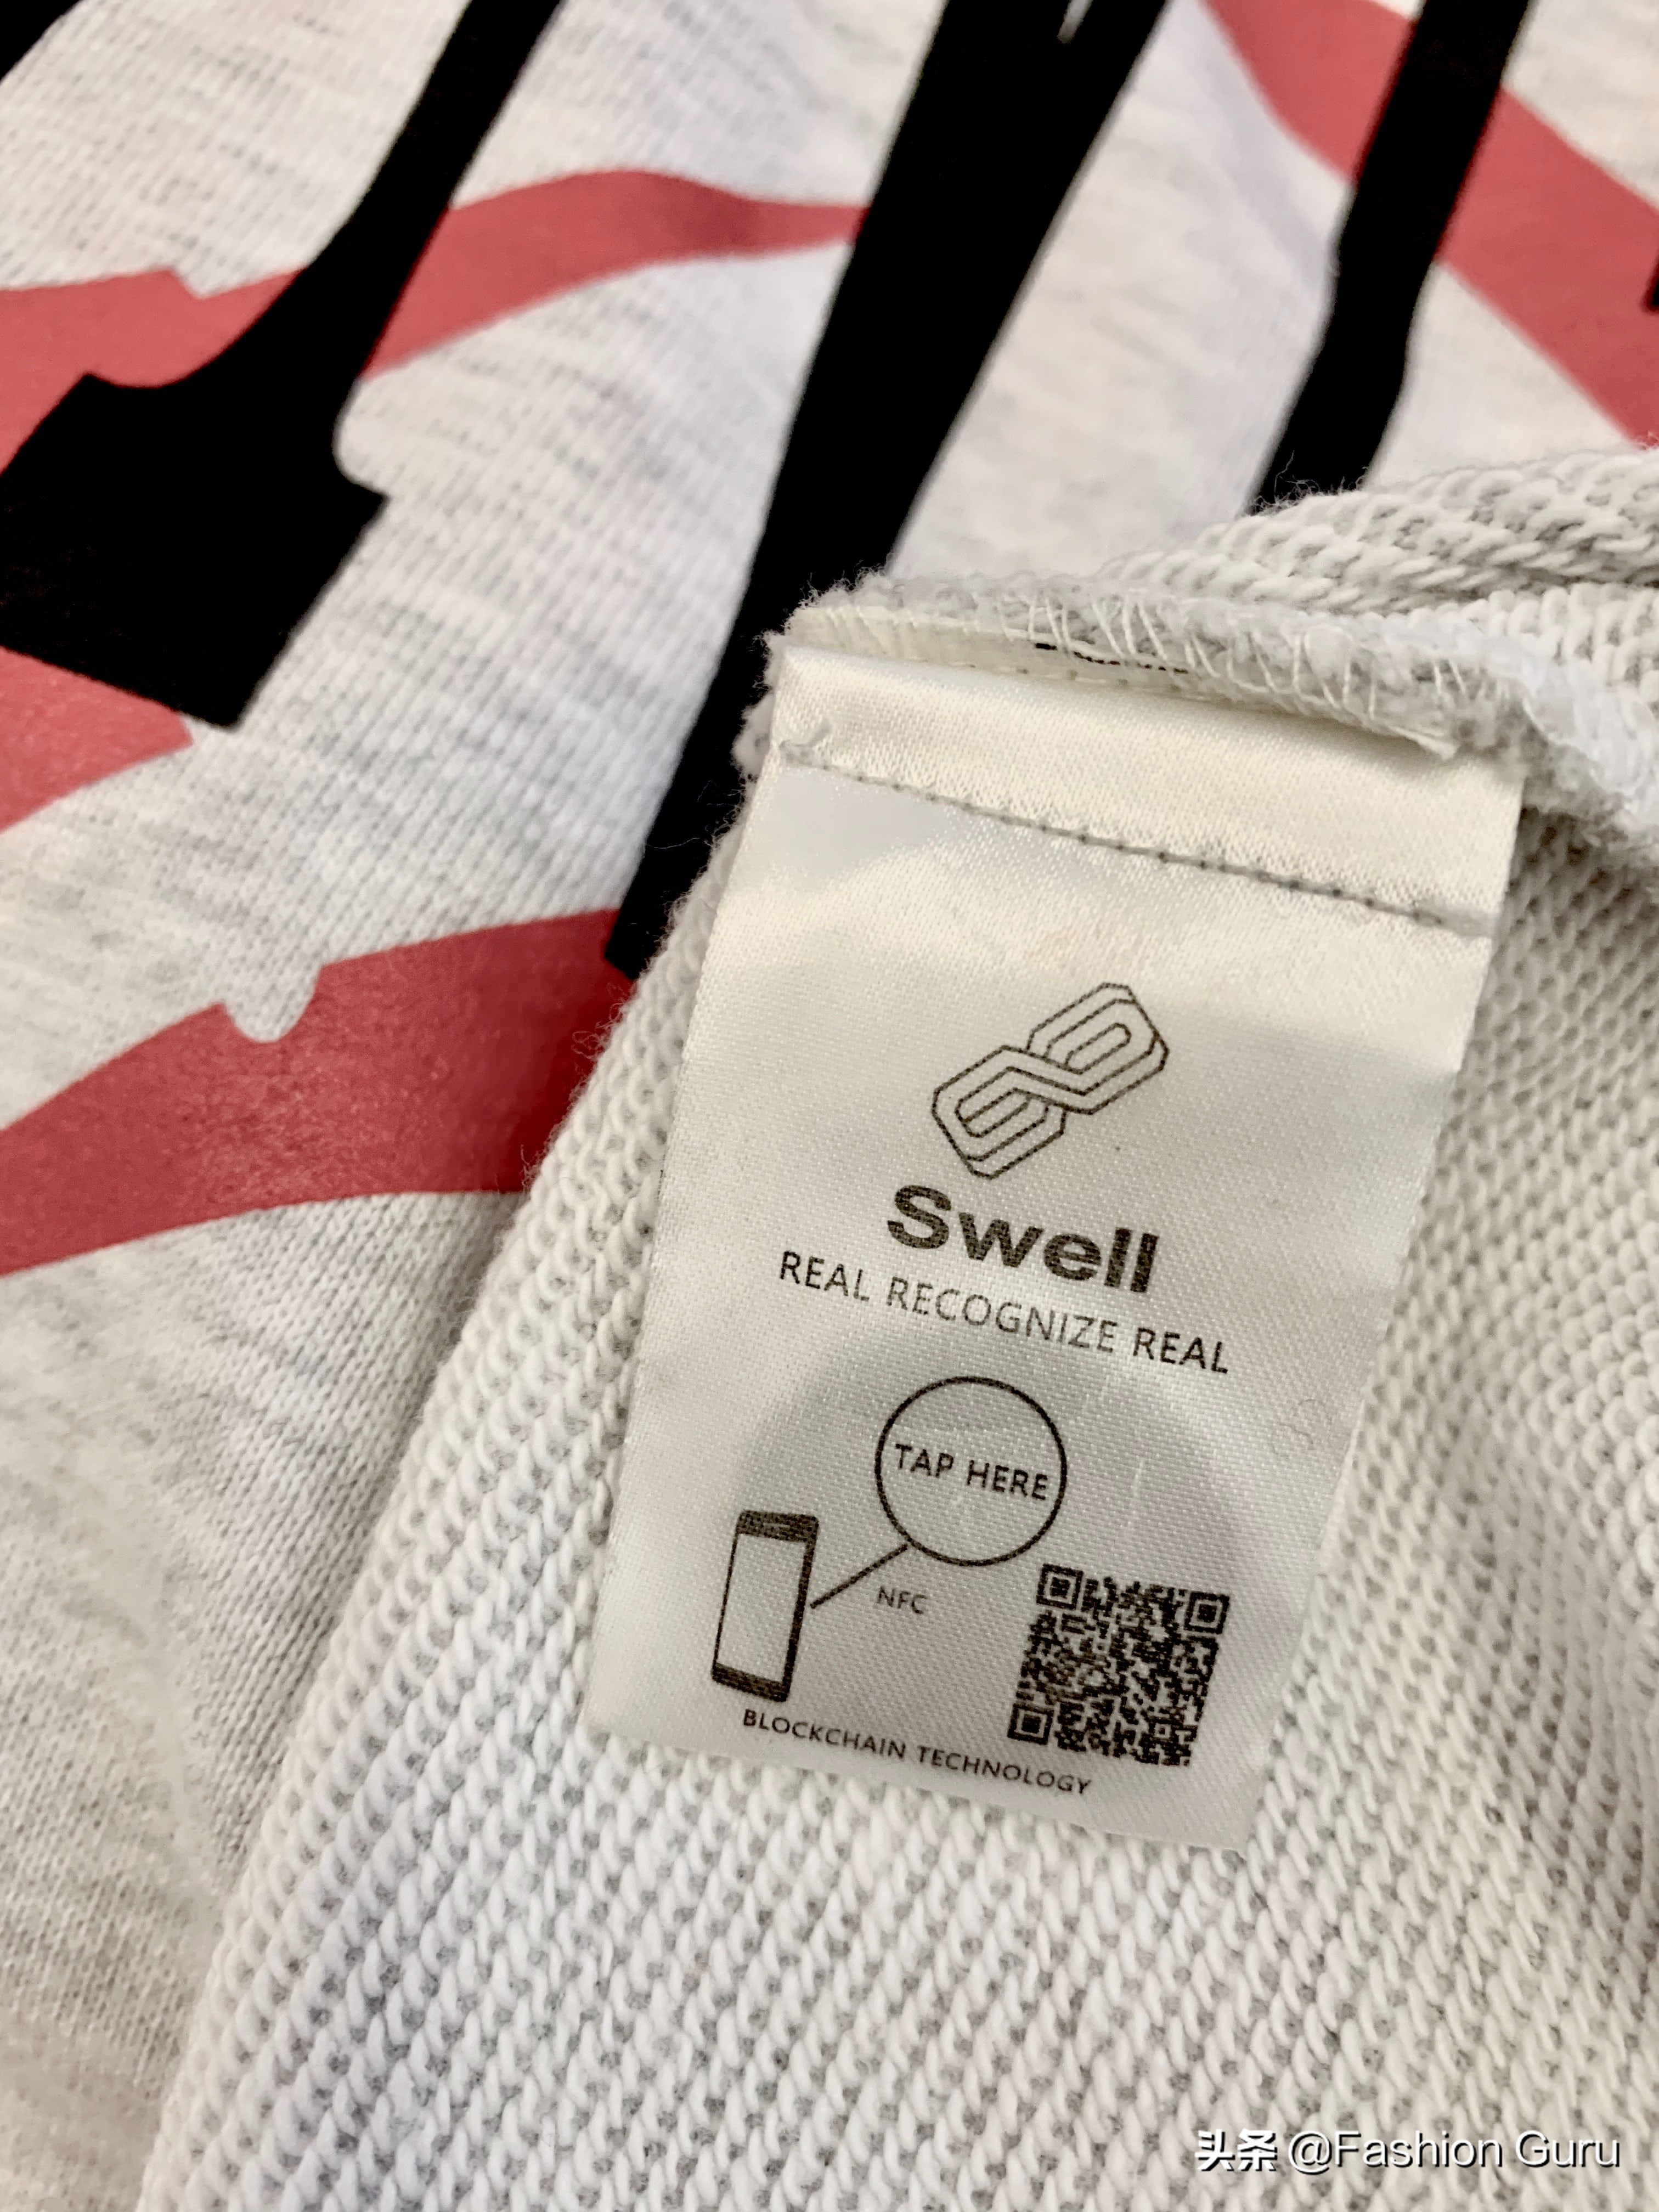 Swell
REAL RECOGNIZE REAL
TAP HERE
NFC
BLOCKCHAIN TECHNOLOGY
头条 @Fashion Guru